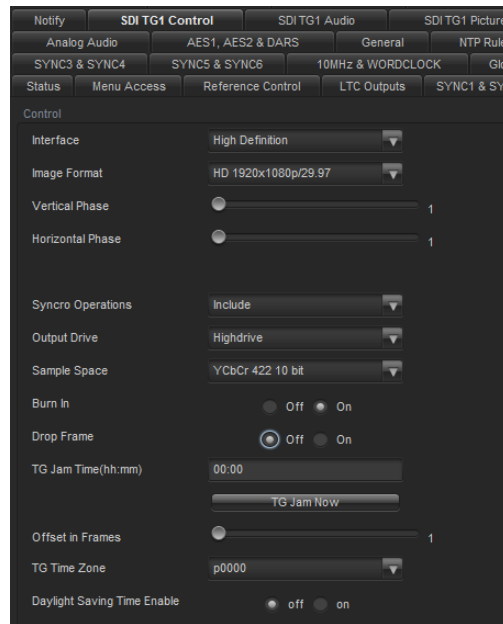 Notify SDI TG1 Control SDI TG1 Audio SDI TG1 Picture
Analog Audio AES1, AES2 & DARS General NTP Rule
SYNC3 & SYNC4 SYNC5 & SYNC6 10MHz & WORDCLOCK Glo
Status Menu Access Reference Control LTC Outputs SYNC1 & SY
Control
Interface High Definition
Image Format HD 1920x1080p/29.97
Vertical Phase 1
Horizontal Phase 1
Syncro Operations Include
Output Drive Highdrive
Sample Space YCbCr 422 10 bit
Burn In Off On
Drop Frame Off On
TG Jam Time(hh:mm) 00:00
TG Jam Now
Offset in Frames 1
TG Time Zone p0000
Daylight Saving Time Enable off on